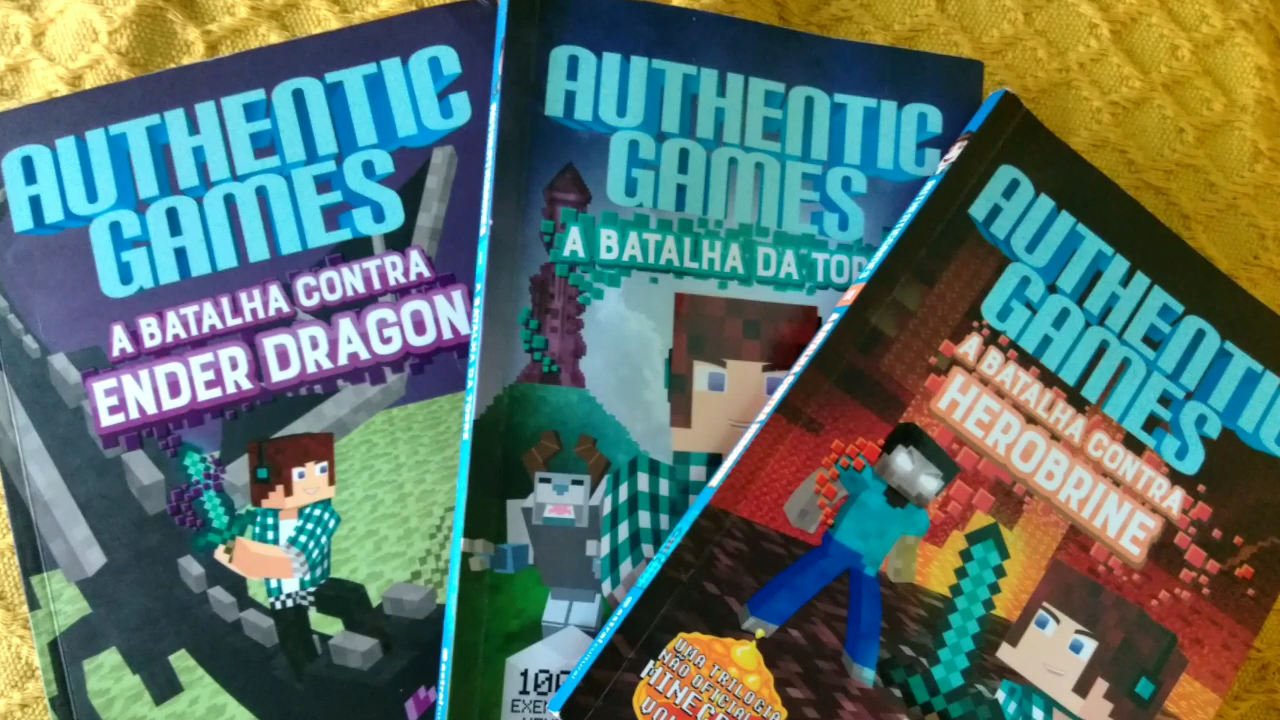 AUTHENTIC
GAMES
A BATALHA CONTRA
ENDER DRAGON
AUTHENTIC
GAMES
A BATALHA DA
100
AUTHENTIC
GAMES
A BATALHA CONTRA
HEROBRINE
UMA TRILOGIA
NÃO OFICIAL